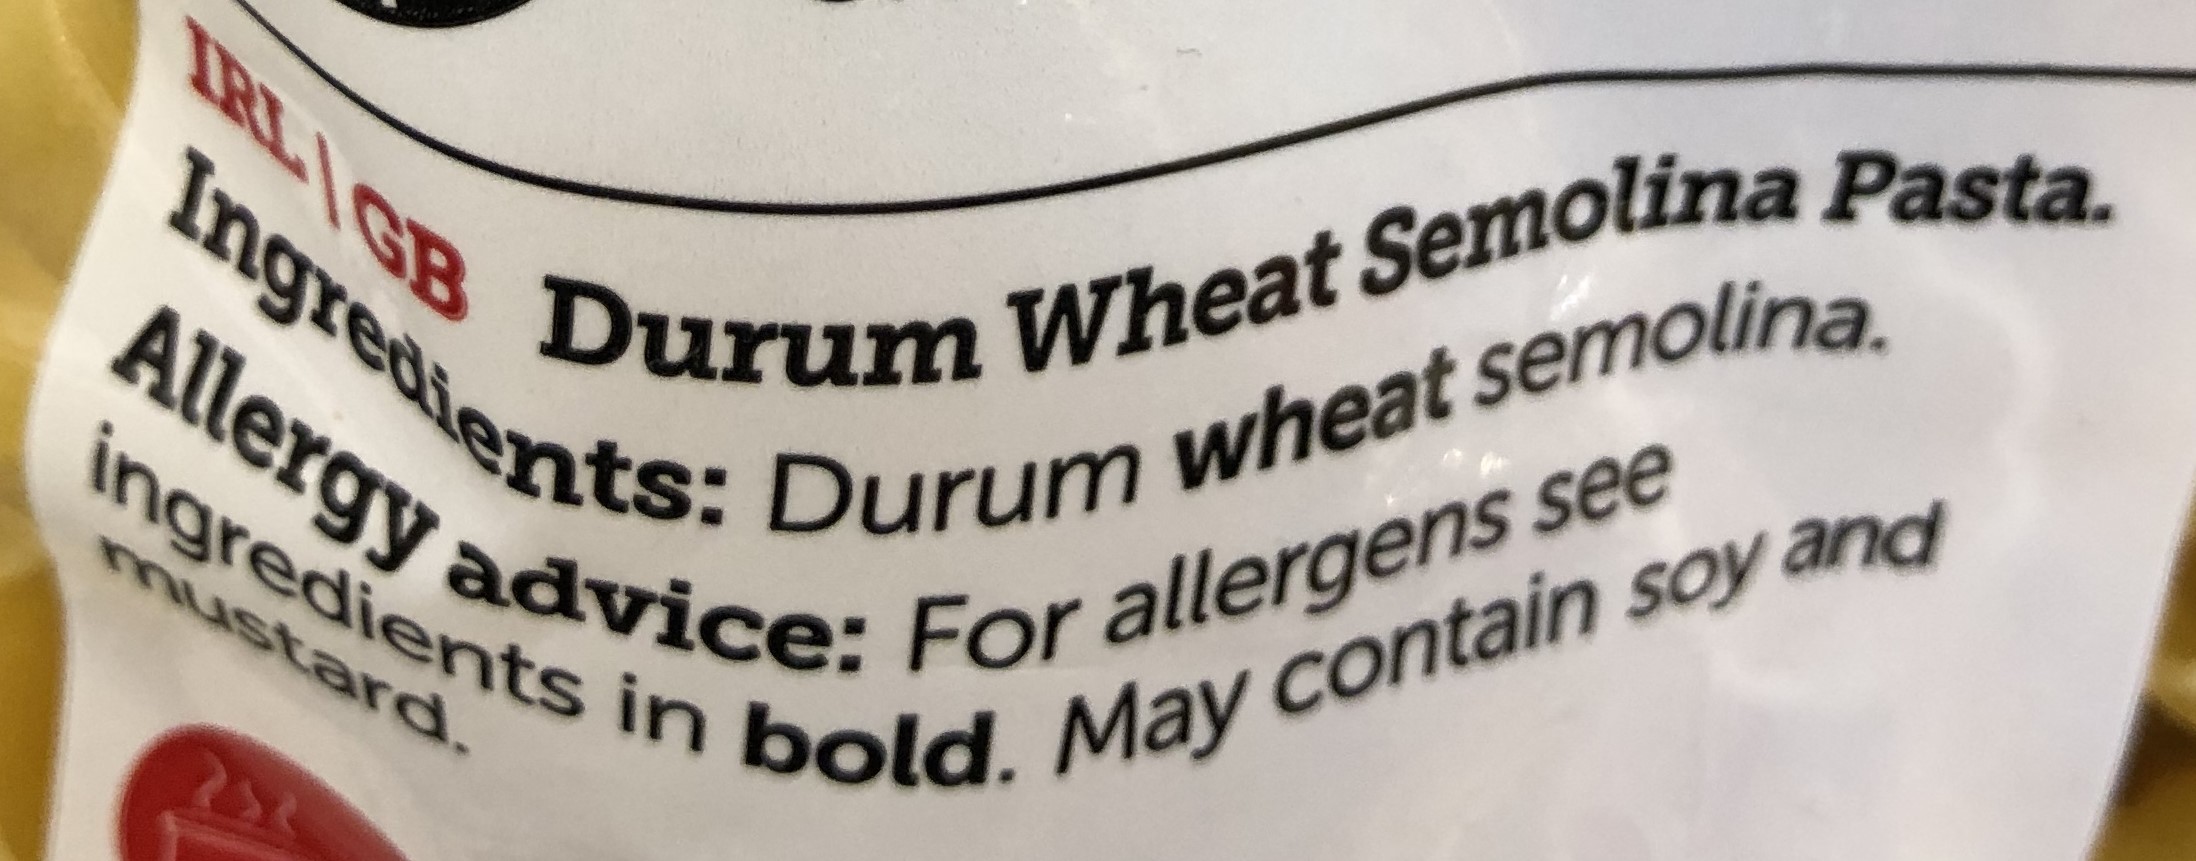 IRL | GB Durum Wheat Semolina Pasta.
Ingredients: Durum wheat semolina.
Allergy advice: For allergens see
ingredients in bold. May contain soy and
mustard.